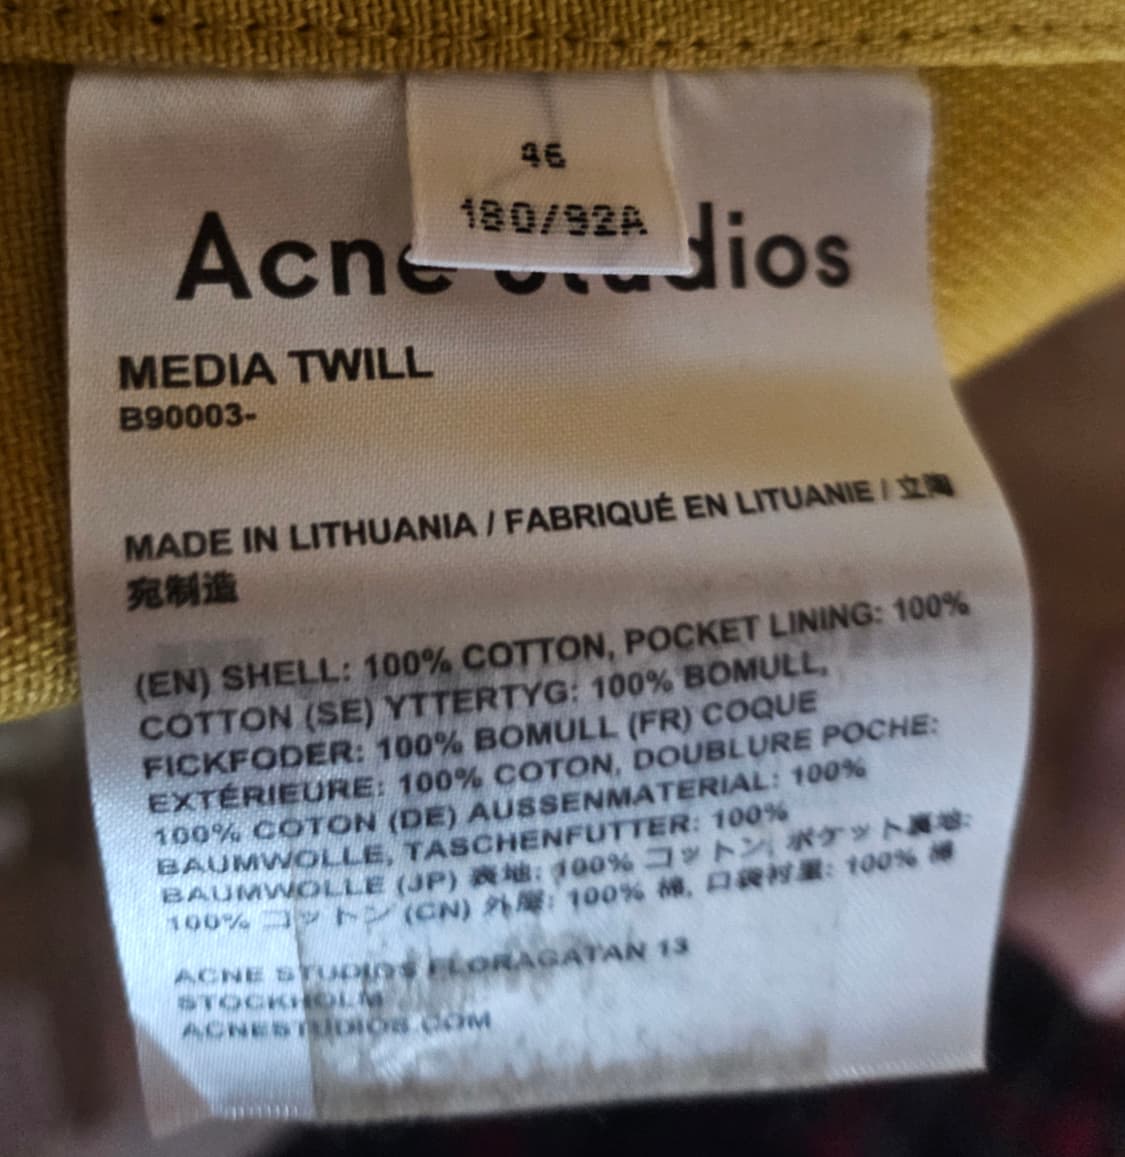 46
180/92A
Acne Studios
MEDIA TWILL
B90003-
MADE IN LITHUANIA / FABRIQUÉ EN LITUANIE / 立陶
宛制造
(EN) SHELL: 100% COTTON, POCKET LINING: 100%
COTTON (SE) YTTERTYG: 100% BOMULL,
FICKFODER: 100% BOMULL (FR) COQUE
EXTÉRIEURE: 100% COTON, DOUBLURE POCHE:
100% COTON (DE) AUSSENMATERIAL: 100%
BAUMWOLLE, TASCHENFUTTER: 100%
BAUMWOLLE (JP) 表地: 100% コットン, ポケット裏地:
100% コットン (CN) 外层: 100% 棉, 口袋衬里: 100% 棉
ACNE STUDIOS FLORAGATAN 13
STOCKHOLM
ACNESTUDIOS.COM